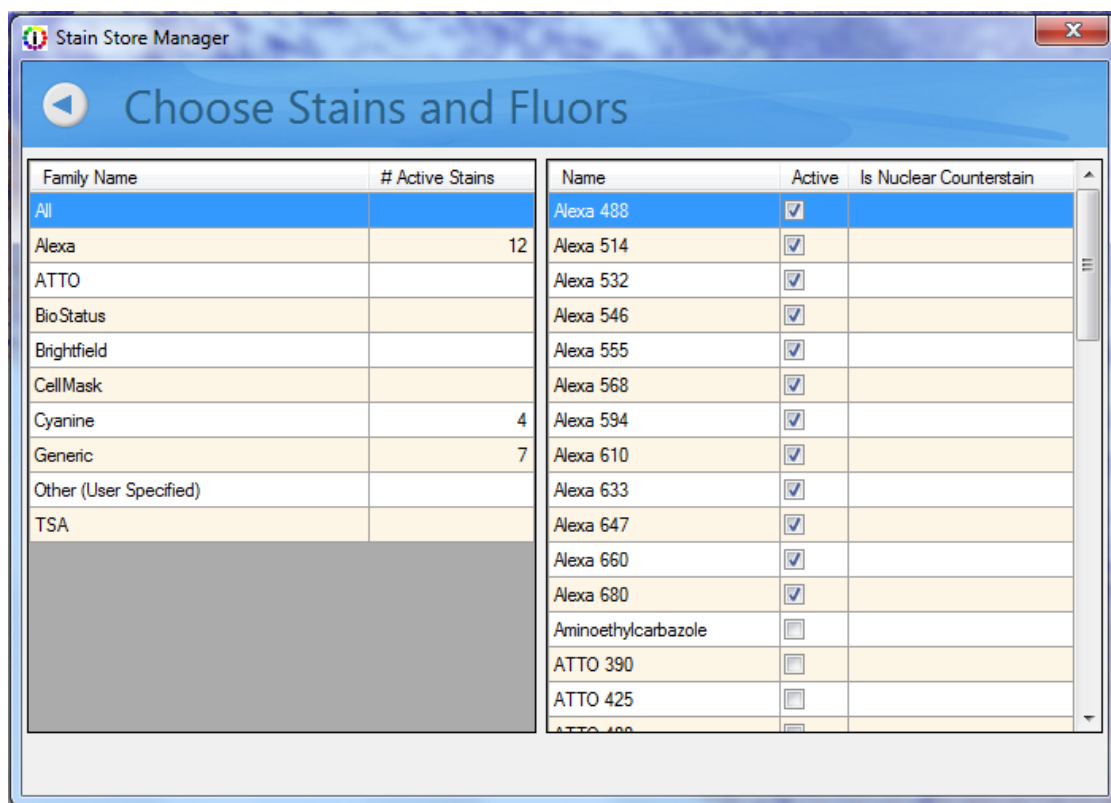 Stain Store Manager
Choose Stains and Fluors
Family Name # Active Stains
All
Alexa 12
ATTO
BioStatus
Brightfield
CellMask
Cyanine 4
Generic 7
Other (User Specified)
TSA
Name Active Is Nuclear Counterstain
Alexa 488
Alexa 514
Alexa 532
Alexa 546
Alexa 555
Alexa 568
Alexa 594
Alexa 610
Alexa 633
Alexa 647
Alexa 660
Alexa 680
Aminoethylcarbazole
ATTO 390
ATTO 425